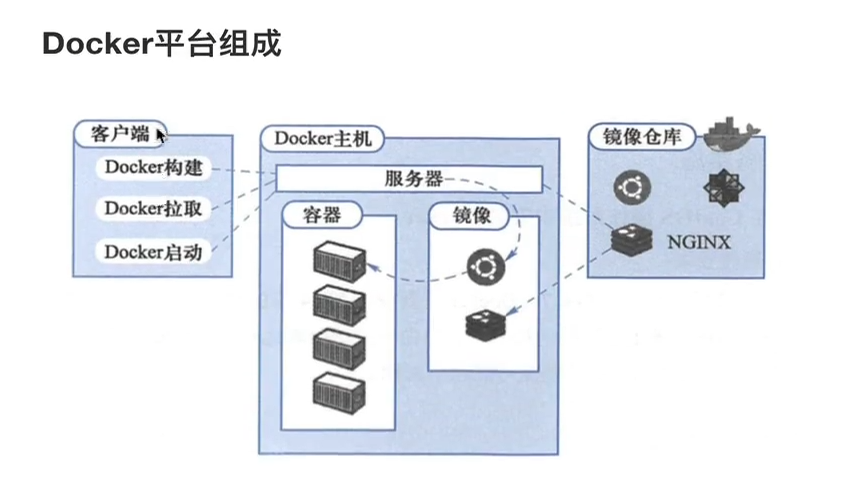 Docker平台组成
客户端
Docker构建
Docker拉取
Docker启动
Docker主机
服务器
容器
镜像
镜像仓库
NGINX